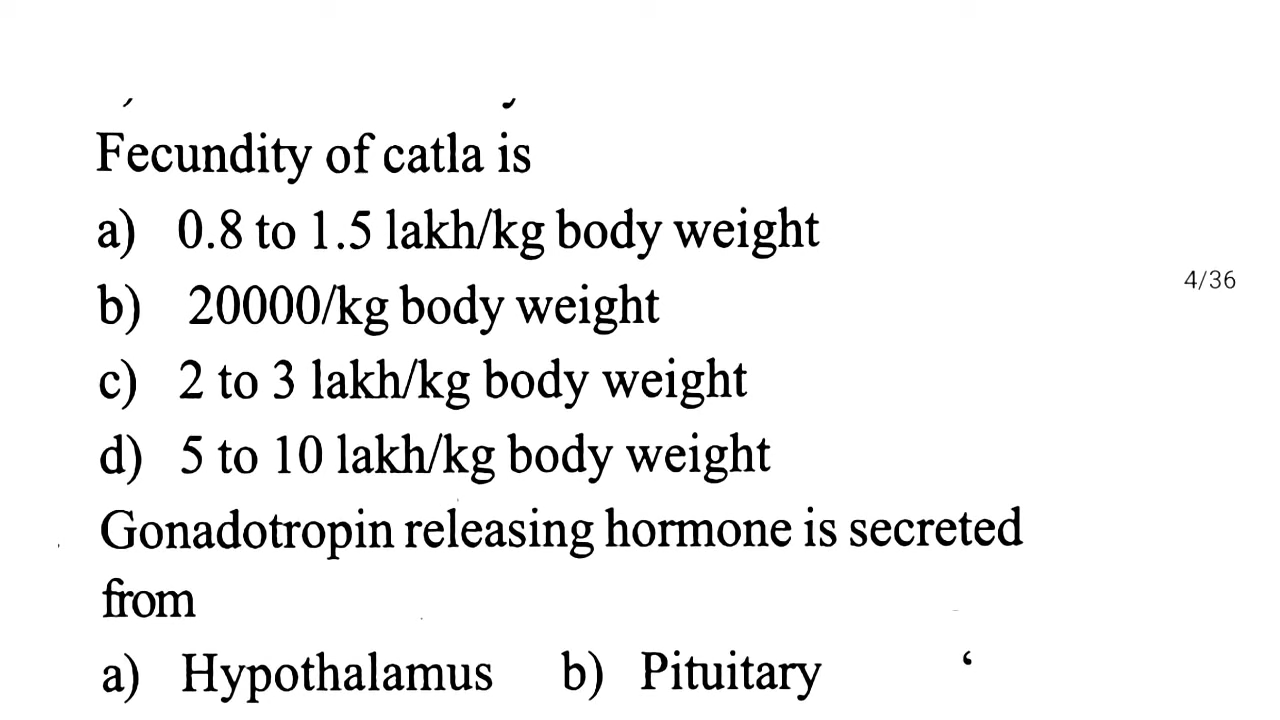 Fecundity of catla is
a) 0.8 to 1.5 lakh/kg body weight
4/36
b) 20000/kg body weight
c) 2 to 3 lakh/kg body weight
d) 5 to 10 lakh/kg body weight
Gonadotropin releasing hormone is secreted
from
a) Hypothalamus b) Pituitary